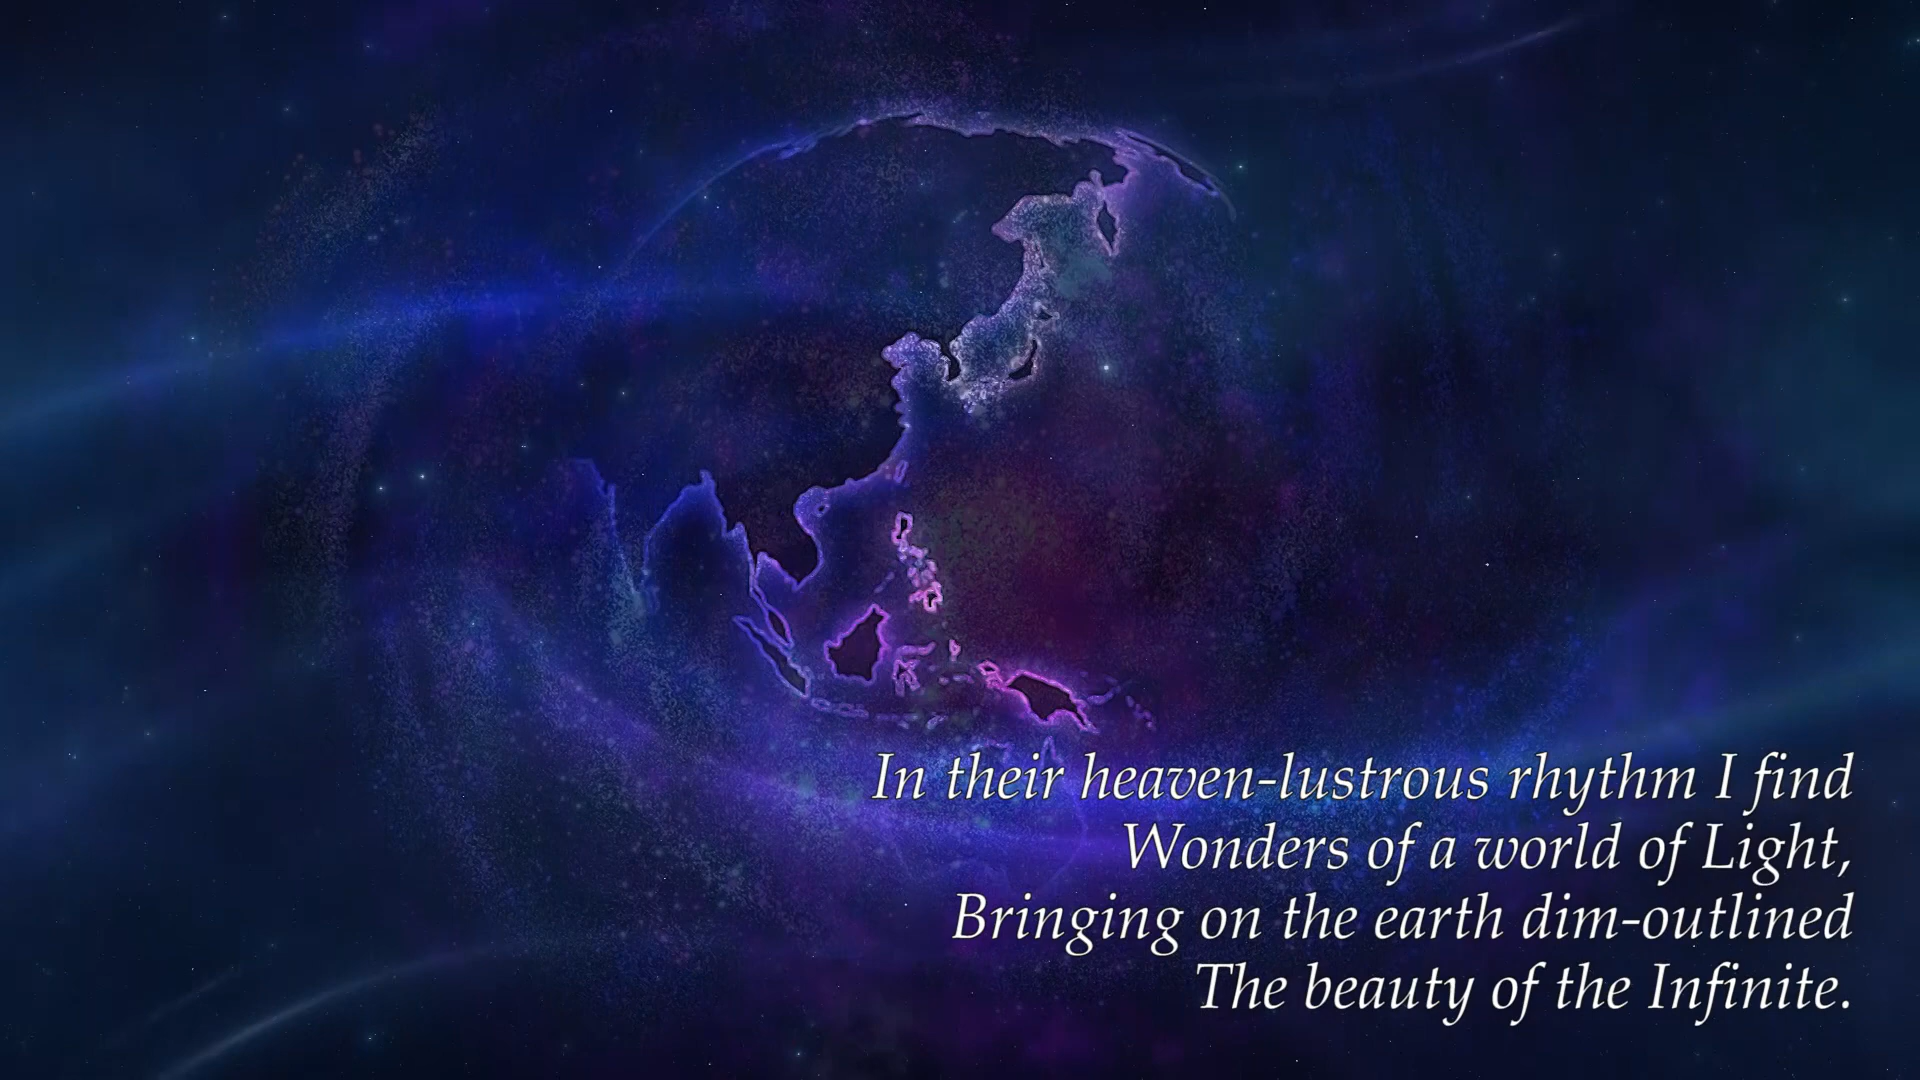 In their heaven-lustrous rhythm I find
Wonders of a world of Light,
Bringing on the earth dim-outlined
The beauty of the Infinite.